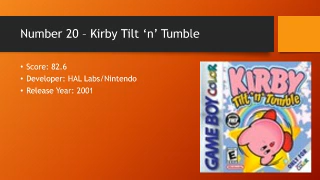 Number 20 – Kirby Tilt ‘n’ Tumble
• Score: 82.6
• Developer: HAL Labs/Nintendo
• Release Year: 2001
GAME BOY COLOR
KIRBY
Tilt 'n' Tumble
E